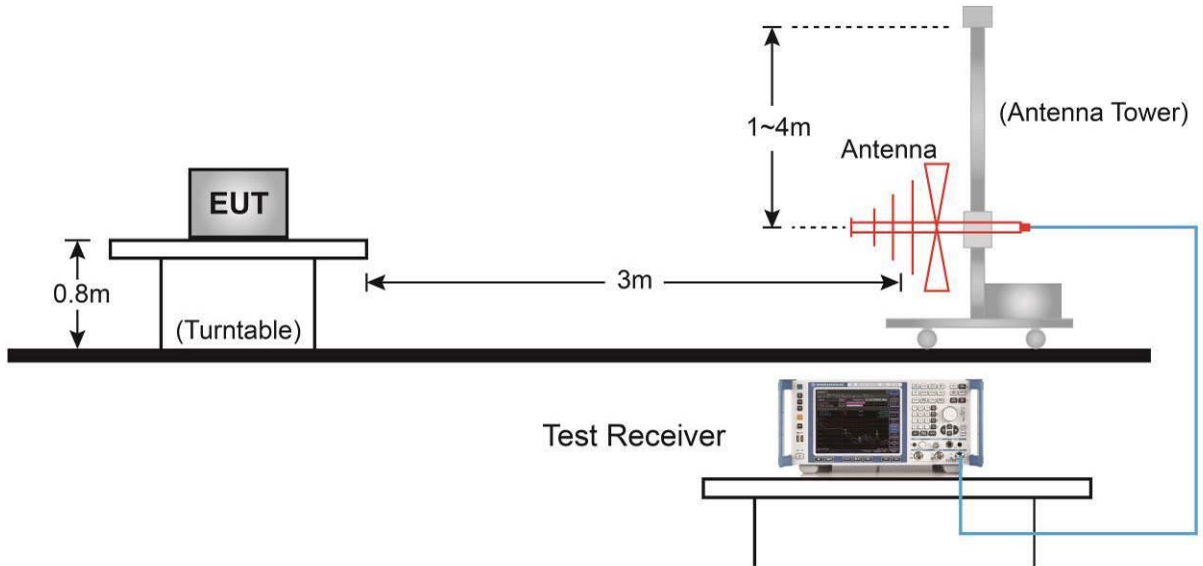 1~4m
(Antenna Tower)
Antenna
EUT
0.8m
3m
(Turntable)
Test Receiver